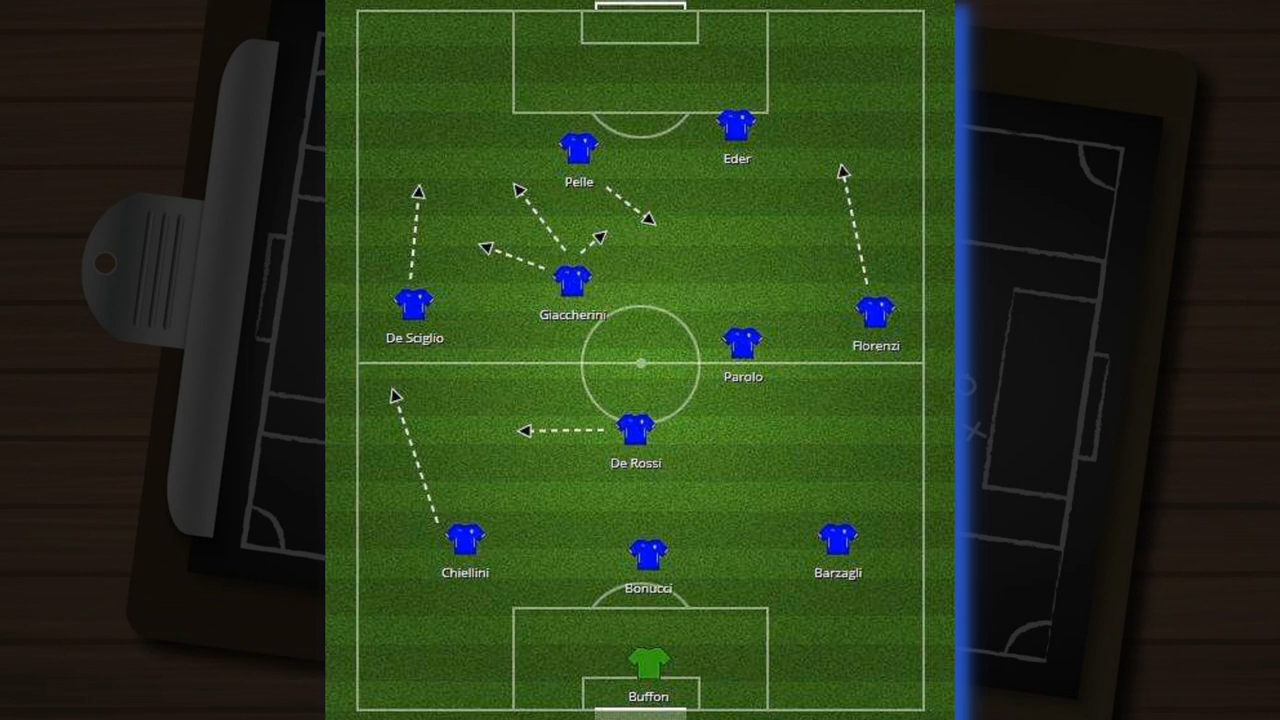 Eder
Pelle
Giaccherini
De Sciglio
Florenzi
Parolo
De Rossi
Chiellini
Bonucci
Barzagli
Buffon